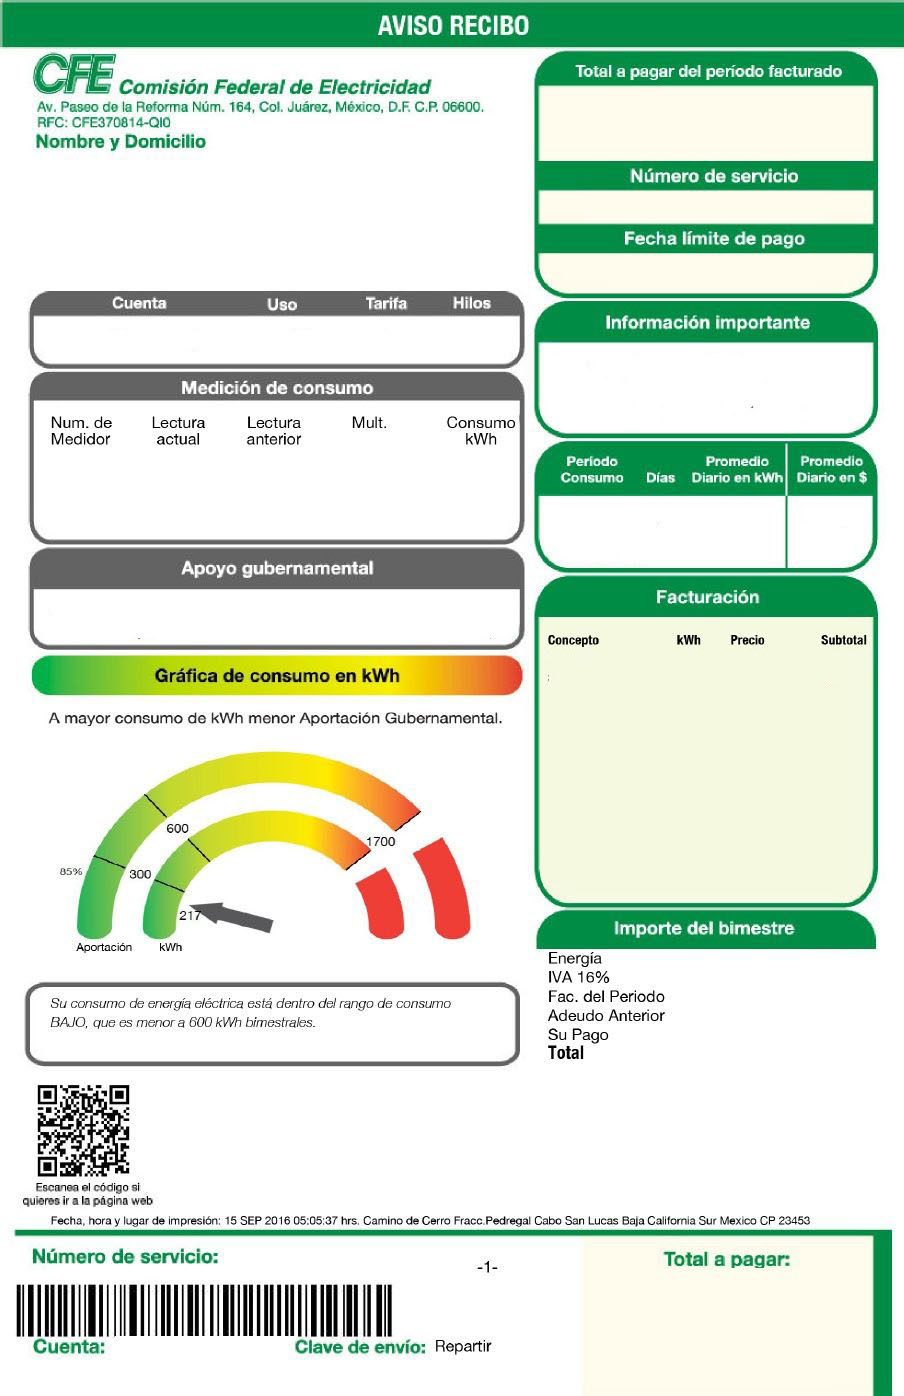 AVISO RECIBO
CFE Comisión Federal de Electricidad
Av. Paseo de la Reforma Núm. 164, Col. Juárez, México, D.F. C.P. 06600.
RFC: CFE370814-QI0
Nombre y Domicilio
Total a pagar del período facturado
Número de servicio
Fecha límite de pago
Cuenta Uso Tarifa Hilos
Información importante
Medición de consumo
Num. de Medidor
Lectura actual
Lectura anterior
Mult.
Consumo kWh
Período Consumo
Días
Promedio Diario en kWh
Promedio Diario en $
Apoyo gubernamental
Facturación
Concepto kWh Precio Subtotal
Gráfica de consumo en kWh
A mayor consumo de kWh menor Aportación Gubernamental.
600
1700
85%
300
217
Aportación
kWh
Importe del bimestre
Energía
IVA 16%
Fac. del Periodo
Adeudo Anterior
Su Pago
Total
Su consumo de energía eléctrica está dentro del rango de consumo
BAJO, que es menor a 600 kWh bimestrales.
Escanea el código si
quieres ir a la página web
Fecha, hora y lugar de impresión: 15 SEP 2016 05:05:37 hrs. Camino de Cerro Fracc.Pedregal Cabo San Lucas Baja California Sur Mexico CP 23453
Número de servicio:
-1-
Total a pagar:
Cuenta:
Clave de envío: Repartir